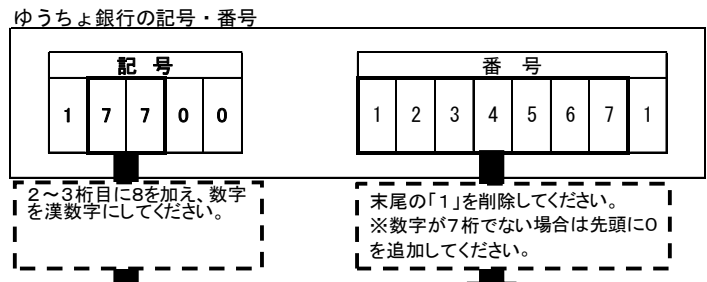 ゆうちょ銀行の記号・番号
記 号
番 号
1 7 7 0 0
1 2 3 4 5 6 7 1
2~3桁目に8を加え、数字
を漢数字にしてください。
末尾の「1」を削除してください。
※数字が7桁でない場合は先頭に0
を追加してください。